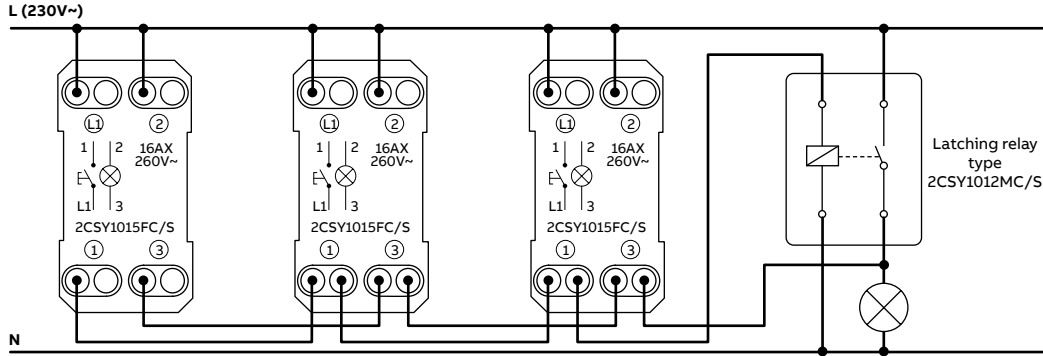 L (230V~)
L1 2
1 2 16AX
260V~
L1 3
2CSY1015FC/S
1 3
L1 2
1 2 16AX
260V~
L1 3
2CSY1015FC/S
1 3
L1 2
1 2 16AX
260V~
L1 3
2CSY1015FC/S
1 3
Latching relay
type
2CSY1012MC/S
N